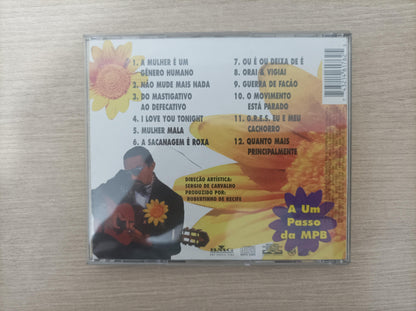 1. A MULHER É UM
GÊNERO HUMANO
2. NÃO MUDE MAIS NADA
3. DO MASTIGATIVO
AO DEFECATIVO
4. I LOVE YOU TONIGHT
5. MULHER MALA
6. A SACANAGEM É ROXA
7. OU É OU DEIXA DE É
8. ORAI & VIGIAI
9. GUERRA DE FACÃO
10. O MOVIMENTO
ESTÁ PARADO
11. O.R.E.S. EU E MEU
CACHORRO
12. QUANTO MAIS
PRINCIPALMENTE
DIREÇÃO ARTÍSTICA:
SERGIO DE CARVALHO
PRODUZIDO POR:
ROBERTINHO DE RECIFE
A Um
Passo
da MPB
BMG